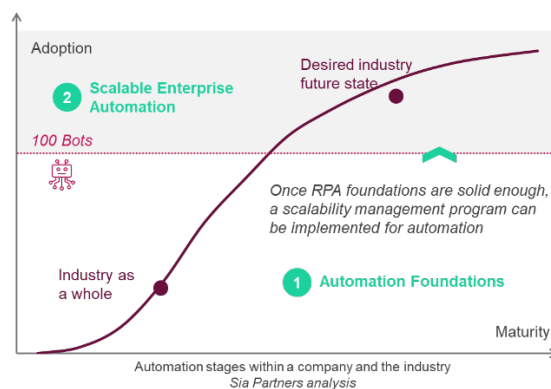 Adoption
Desired industry
future state
2
Scalable Enterprise
Automation
100 Bots
Once RPA foundations are solid enough,
a scalability management program can
be implemented for automation
Industry as
a whole
1
Automation Foundations
Maturity
Automation stages within a company and the industry
Sia Partners analysis